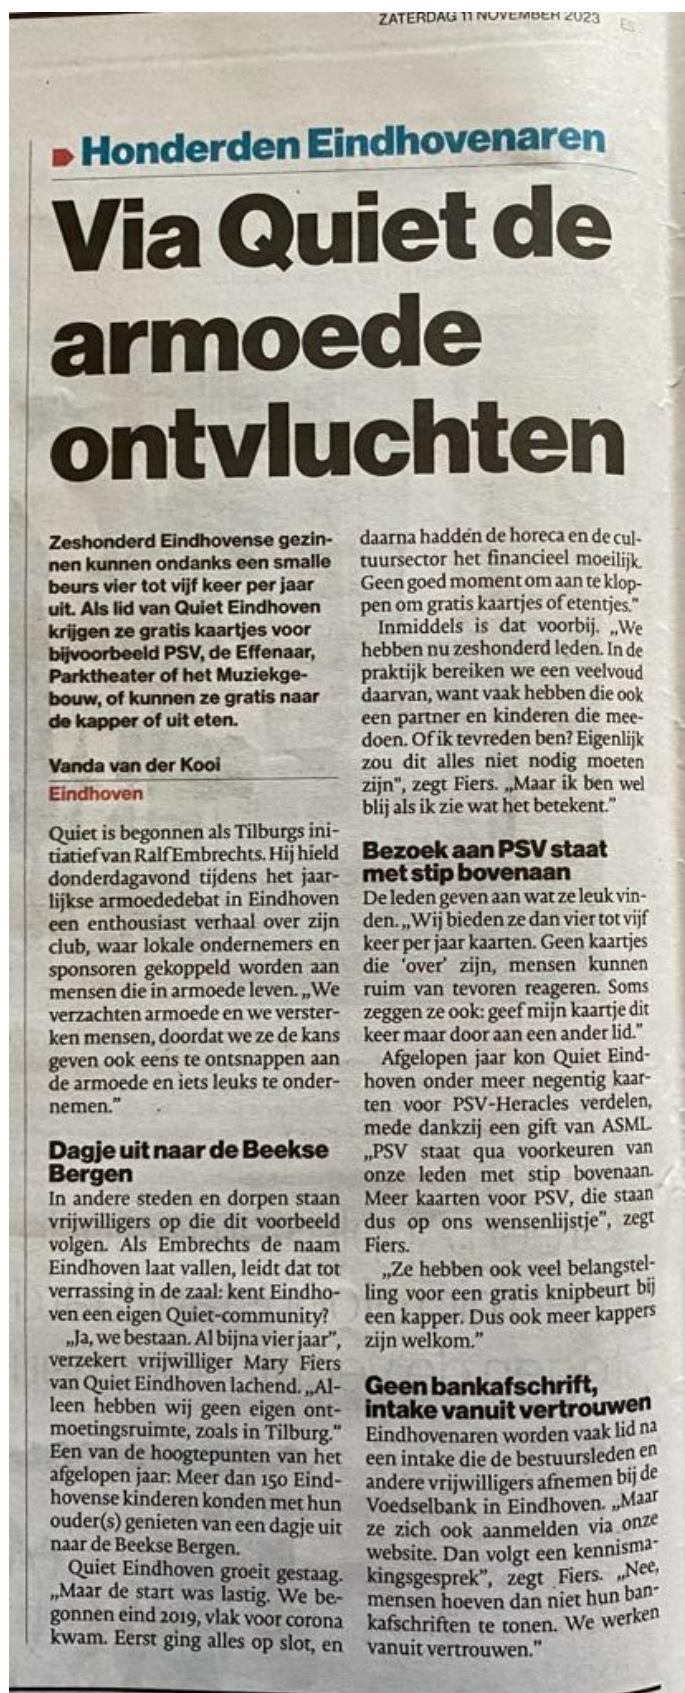 ZATERDAG 11 NOVEMBER 2023
ES
Honderden Eindhovenaren
Via Quiet de
armoede
ontvluchten
Zeshonderd Eindhovense gezin-
nen kunnen ondanks een smalle
beurs vier tot vijf keer per jaar
uit. Als lid van Quiet Eindhoven
krijgen ze gratis kaartjes voor
bijvoorbeeld PSV, de Effenaar,
Parktheater of het Muziekge-
bouw, of kunnen ze gratis naar
de kapper of uit eten.
Vanda van der Kooi
Eindhoven
Quiet is begonnen als Tilburgs ini-
tiatief van Ralf Embrechts. Hij hield
donderdagavond tijdens het jaar-
lijkse armoededebat in Eindhoven
een enthousiast verhaal over zijn
club, waar lokale ondernemers en
sponsoren gekoppeld worden aan
mensen die in armoede leven. „We
verzachten armoede en we verster-
ken mensen, doordat we ze de kans
geven ook eens te ontsnappen aan
de armoede en iets leuks te onder-
nemen.”
Dagje uit naar de Beekse
Bergen
In andere steden en dorpen staan
vrijwilligers op die dit voorbeeld
volgen. Als Embrechts de naam
Eindhoven laat vallen, leidt dat tot
verrassing in de zaal: kent Eindho-
ven een eigen Quiet-community?
„Ja, we bestaan. Al bijna vier jaar”,
verzekert vrijwilliger Mary Fiers
van Quiet Eindhoven lachend. „Al-
leen hebben wij geen eigen ont-
moetingsruimte, zoals in Tilburg.”
Een van de hoogtepunten van het
afgelopen jaar: Meer dan 150 Eind-
hovense kinderen konden met hun
ouder(s) genieten van een dagje uit
naar de Beekse Bergen.
Quiet Eindhoven groeit gestaag.
„Maar de start was lastig. We be-
gonnen eind 2019, vlak voor corona
kwam. Eerst ging alles op slot, en
daarna hadden de horeca en de cul-
tuursector het financieel moeilijk.
Geen goed moment om aan te klop-
pen om gratis kaartjes of etentjes.”
Inmiddels is dat voorbij. „We
hebben nu zeshonderd leden. In de
praktijk bereiken we een veelvoud
daarvan, want vaak hebben die ook
een partner en kinderen die mee-
doen. Of ik tevreden ben? Eigenlijk
zou dit alles niet nodig moeten
zijn”, zegt Fiers. „Maar ik ben wel
blij als ik zie wat het betekent.”
Bezoek aan PSV staat
met stip bovenaan
De leden geven aan wat ze leuk vin-
den. „Wij bieden ze dan vier tot vijf
keer per jaar kaarten. Geen kaartjes
die ‘over’ zijn, mensen kunnen
ruim van tevoren reageren. Soms
zeggen ze ook: geef mijn kaartje dit
keer maar door aan een ander lid.”
Afgelopen jaar kon Quiet Eind-
hoven onder meer negentig kaar-
ten voor PSV-Heracles verdelen,
mede dankzij een gift van ASML.
„PSV staat qua voorkeuren van
onze leden met stip bovenaan.
Meer kaarten voor PSV, die staan
dus op ons wensenlijstje”, zegt
Fiers.
„Ze hebben ook veel belangstel-
ling voor een gratis knipbeurt bij
een kapper. Dus ook meer kappers
zijn welkom.”
Geen bankafschrift,
intake vanuit vertrouwen
Eindhovenaren worden vaak lid na
een intake die de bestuursleden en
andere vrijwilligers afnemen bij de
Voedselbank in Eindhoven. „Maar
ze zich ook aanmelden via onze
website. Dan volgt een kennisma-
kingsgesprek”, zegt Fiers. „Nee,
mensen hoeven dan niet hun ban-
kafschriften te tonen. We werken
vanuit vertrouwen.”